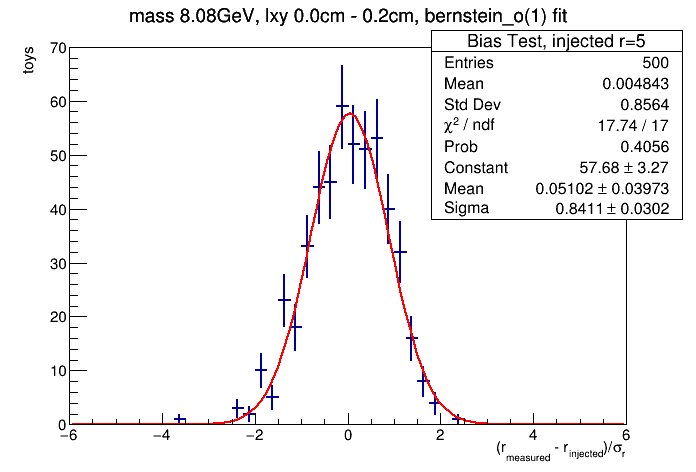 mass 8.08GeV, lxy 0.0cm - 0.2cm, bernstein_o(1) fit
Bias Test, injected r=5
Entries 500
Mean 0.004843
Std Dev 0.8564
χ² / ndf 17.74 / 17
Prob 0.4056
Constant 57.68 ± 3.27
Mean 0.05102 ± 0.03973
Sigma 0.8411 ± 0.0302
toys
70
60
50
40
30
20
10
0
−6 −4 −2 0 2 4 6
(r_measured - r_injected)/σ_r